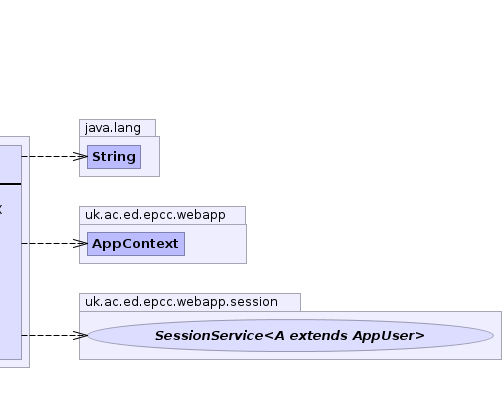 java.lang
String
uk.ac.ed.epcc.webapp
AppContext
uk.ac.ed.epcc.webapp.session
SessionService<A extends AppUser>